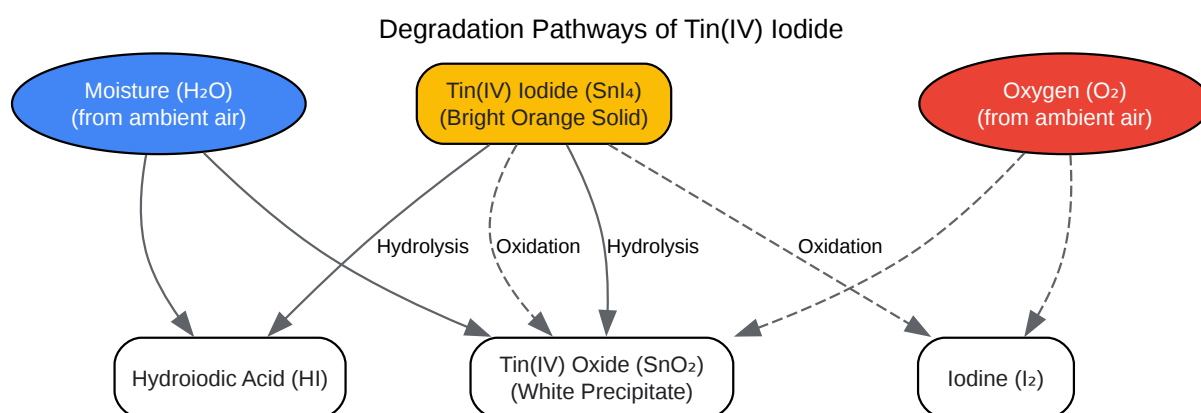 Degradation Pathways of Tin(IV) Iodide
Moisture (H₂O)
(from ambient air)
Tin(IV) Iodide (SnI₄)
(Bright Orange Solid)
Oxygen (O₂)
(from ambient air)
Hydrolysis
Oxidation
Hydrolysis
Oxidation
Hydroiodic Acid (HI)
Tin(IV) Oxide (SnO₂)
(White Precipitate)
Iodine (I₂)